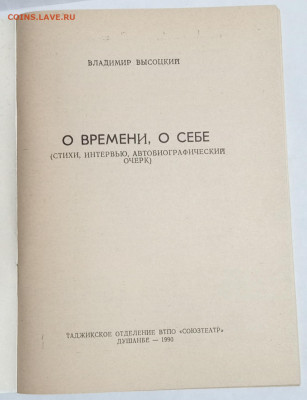 COINS.LAVE.RU
ВЛАДИМИР ВЫСОЦКИЙ
О ВРЕМЕНИ, О СЕБЕ
(СТИХИ, ИНТЕРВЬЮ, АВТОБИОГРАФИЧЕСКИЙ
ОЧЕРК)
ТАДЖИКСКОЕ ОТДЕЛЕНИЕ ВТПО «СОЮЗТЕАТР»
ДУШАНБЕ — 1990